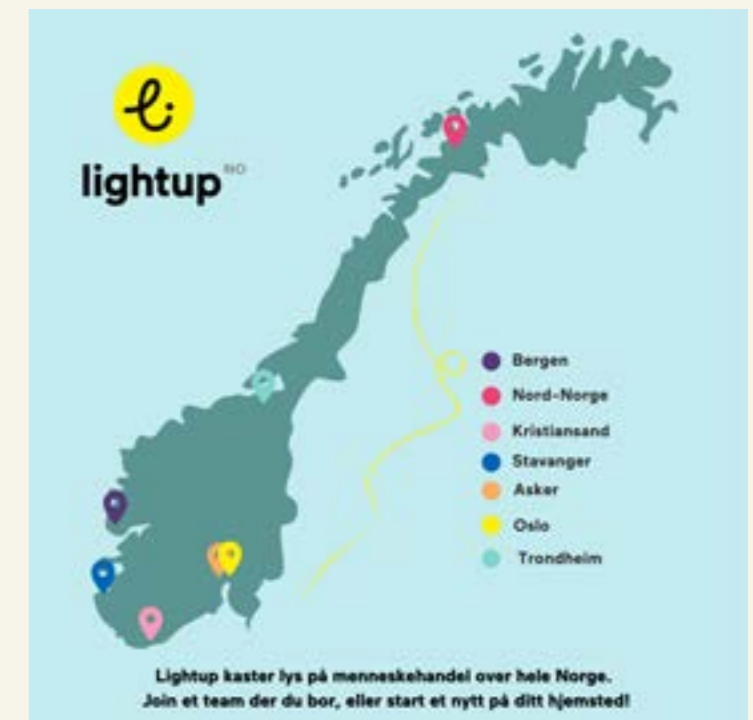 lightup NO
Bergen
Nord-Norge
Kristiansand
Stavanger
Asker
Oslo
Trondheim
Lightup kaster lys på menneskehandel over hele Norge.
Join et team der du bor, eller start et nytt på ditt hjemsted!